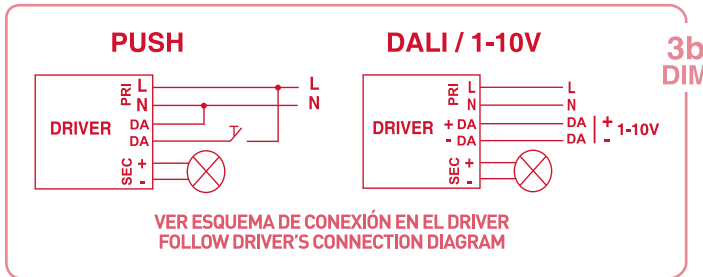 PUSH
DALI / 1-10V
3b
DIM
PRI
L
N
DRIVER
DA
DA
SEC
+
-
L
N
PRI
L
N
DRIVER
+ DA
- DA
SEC
+
-
L
N
DA
DA
+
-
1-10V
VER ESQUEMA DE CONEXIÓN EN EL DRIVER
FOLLOW DRIVER'S CONNECTION DIAGRAM